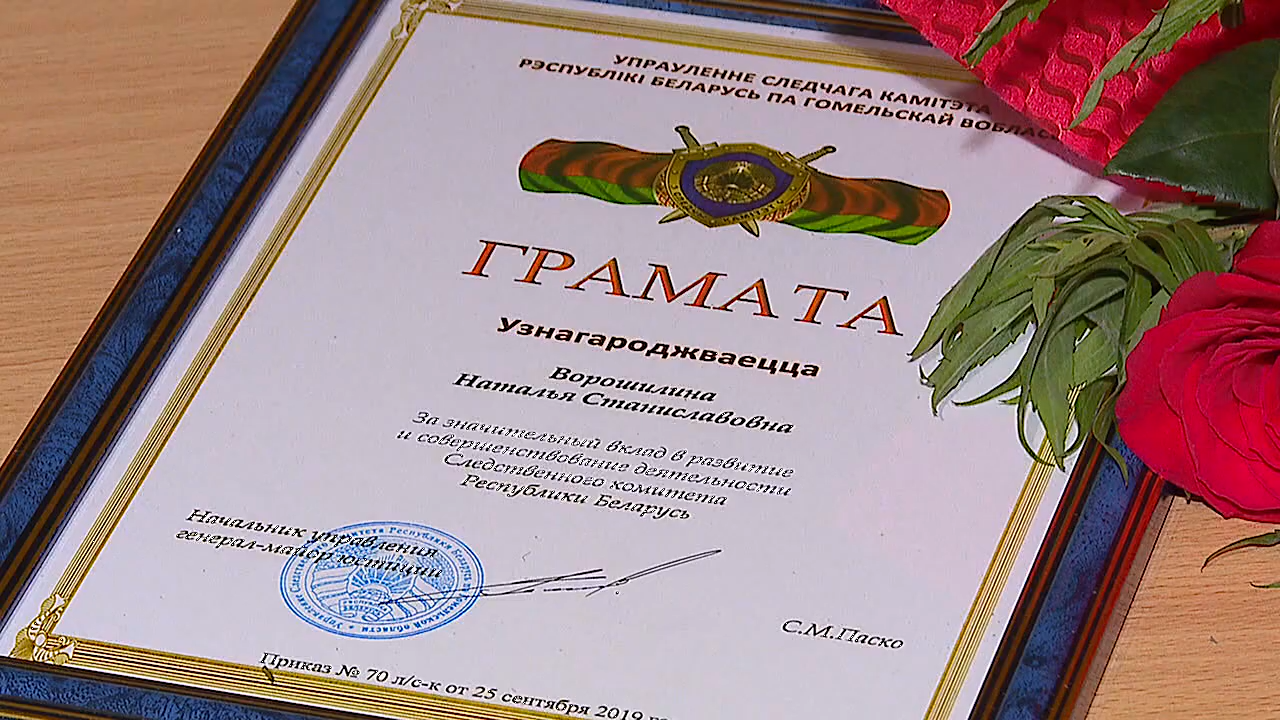 УПРАУЛЕННЕ СЛЕДЧАГА КАМІТЭТА
РЭСПУБЛІКІ БЕЛАРУСЬ ПА ГОМЕЛЬСКАЙ ВОБЛАС
ГРАМАТА
Узнагароджваецца
Ворошилина
Наталья Станиславовна
За значительный вклад в развитие
и совершенствование деятельности
Следственного комитета
Республики Беларусь
Начальник управления
генерал-майор юстиции
С.М.Паско
Приказ № 70 л/с-к от 25 сентября 2019